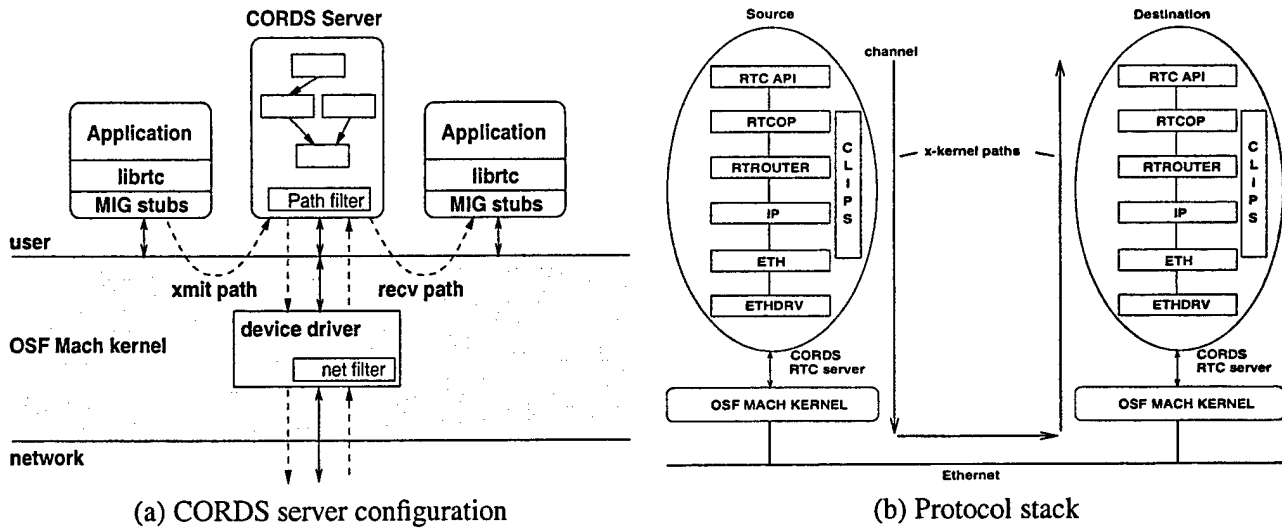 CORDS Server
Application
librtc
MIG stubs
Path filter
Application
librtc
MIG stubs
user
xmit path
recv path
OSF Mach kernel
device driver
net filter
network
(a) CORDS server configuration
Source
Destination
channel
RTC API
RTCOP
RTROUTER
IP
ETH
ETHDRV
CLIPS
x-kernel paths
RTC API
RTCOP
RTROUTER
IP
ETH
ETHDRV
CLIPS
CORDS
RTC server
CORDS
RTC server
OSF MACH KERNEL
OSF MACH KERNEL
Ethernet
(b) Protocol stack